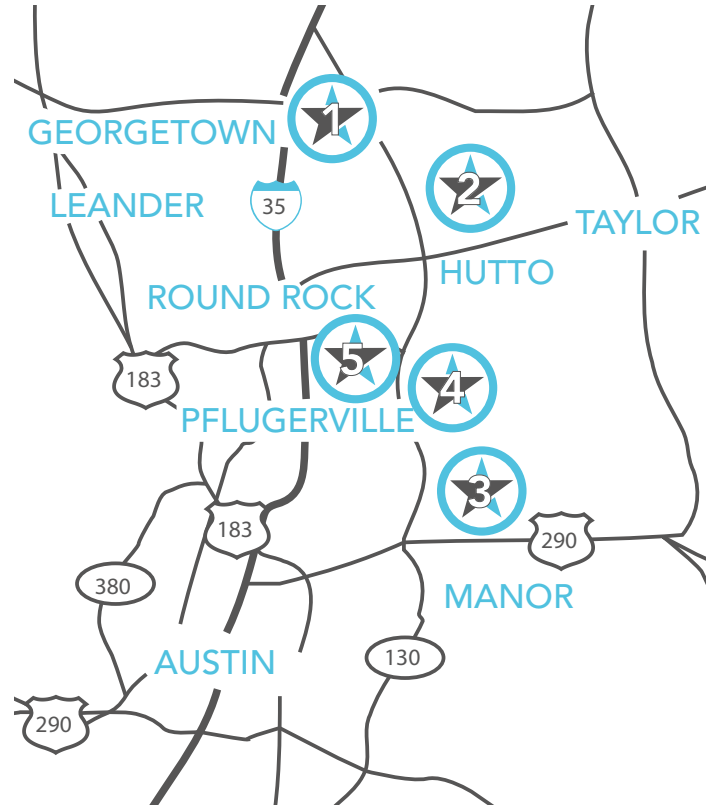 1
GEORGETOWN
2
LEANDER
35
TAYLOR
HUTTO
ROUND ROCK
5
183
4
PFLUGERVILLE
3
183
290
380
MANOR
130
AUSTIN
290